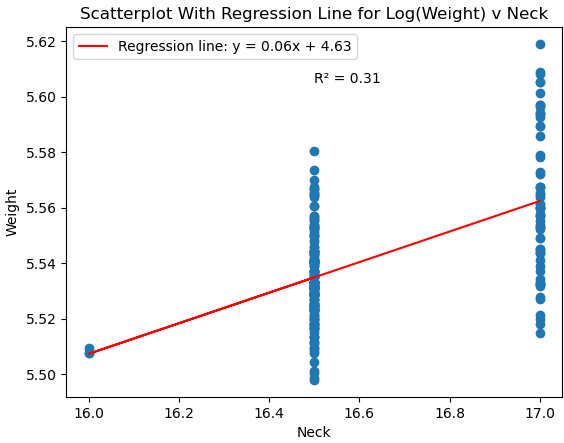 Scatterplot With Regression Line for Log(Weight) v Neck
Regression line: y = 0.06x + 4.63
R² = 0.31
5.62
5.60
5.58
5.56
5.54
5.52
5.50
Weight
16.0 16.2 16.4 16.6 16.8 17.0
Neck